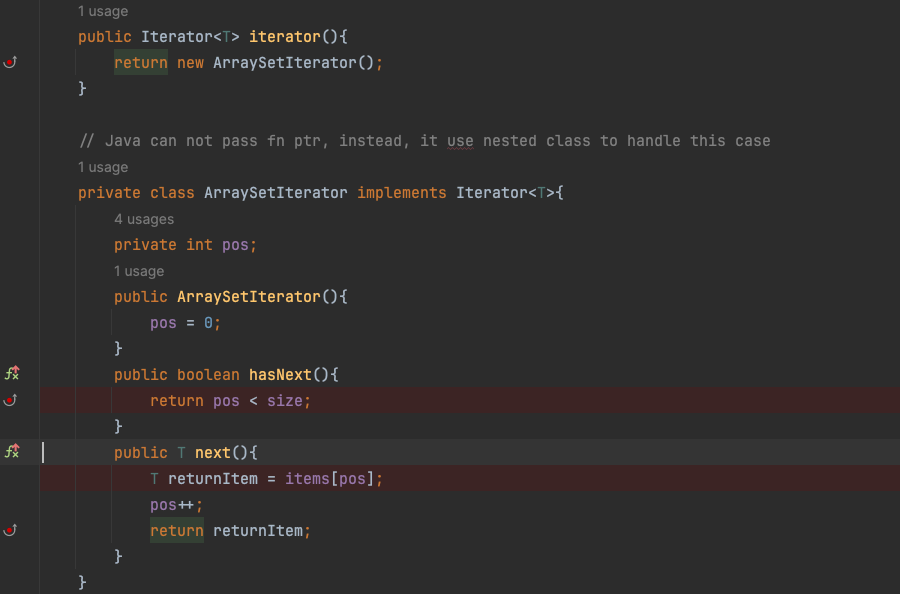 1 usage
public Iterator<T> iterator(){
return new ArraySetIterator();
}
// Java can not pass fn ptr, instead, it use nested class to handle this case
1 usage
private class ArraySetIterator implements Iterator<T>{
4 usages
private int pos;
1 usage
public ArraySetIterator(){
pos = 0;
}
public boolean hasNext(){
return pos < size;
}
public T next(){
T returnItem = items[pos];
pos++;
return returnItem;
}
}